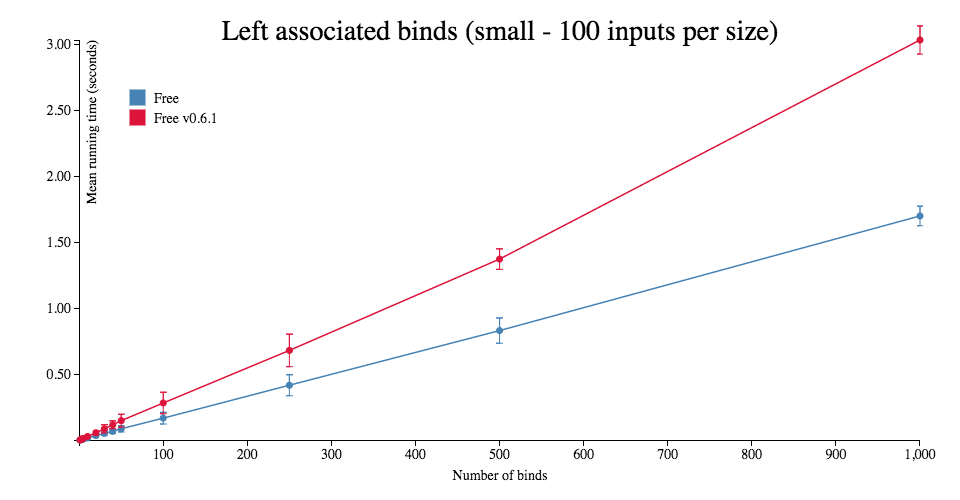 Left associated binds (small - 100 inputs per size)
Mean running time (seconds)
3.00
2.50
2.00
1.50
1.00
0.50
Free
Free v0.6.1
100 200 300 400 500 600 700 800 900 1,000
Number of binds